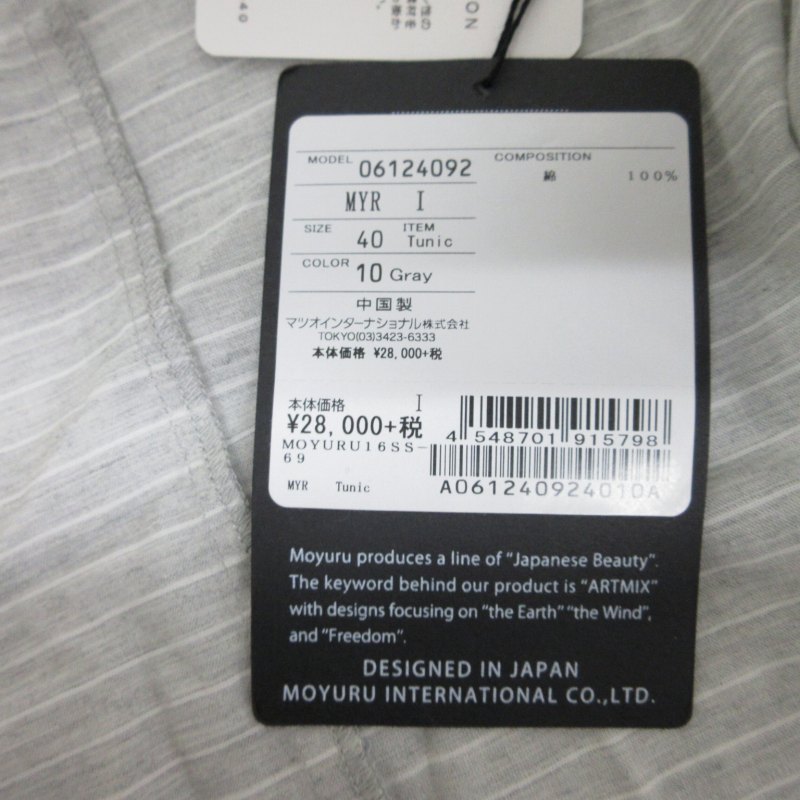 ON
40
MODEL 06124092
COMPOSITION
綿 100%
MYR I
SIZE 40 ITEM Tunic
COLOR 10 Gray
中国製
マツオインターナショナル株式会社
TOKYO(03)3423-6333
本体価格 ¥28,000+税
本体価格 I
¥28,000+税
4 548701 915798
MOYURU16SS-
69
MYR Tunic
A061240924010A
Moyuru produces a line of "Japanese Beauty".
The keyword behind our product is "ARTMIX"
with designs focusing on "the Earth" "the Wind",
and "Freedom".
DESIGNED IN JAPAN
MOYURU INTERNATIONAL CO.,LTD.